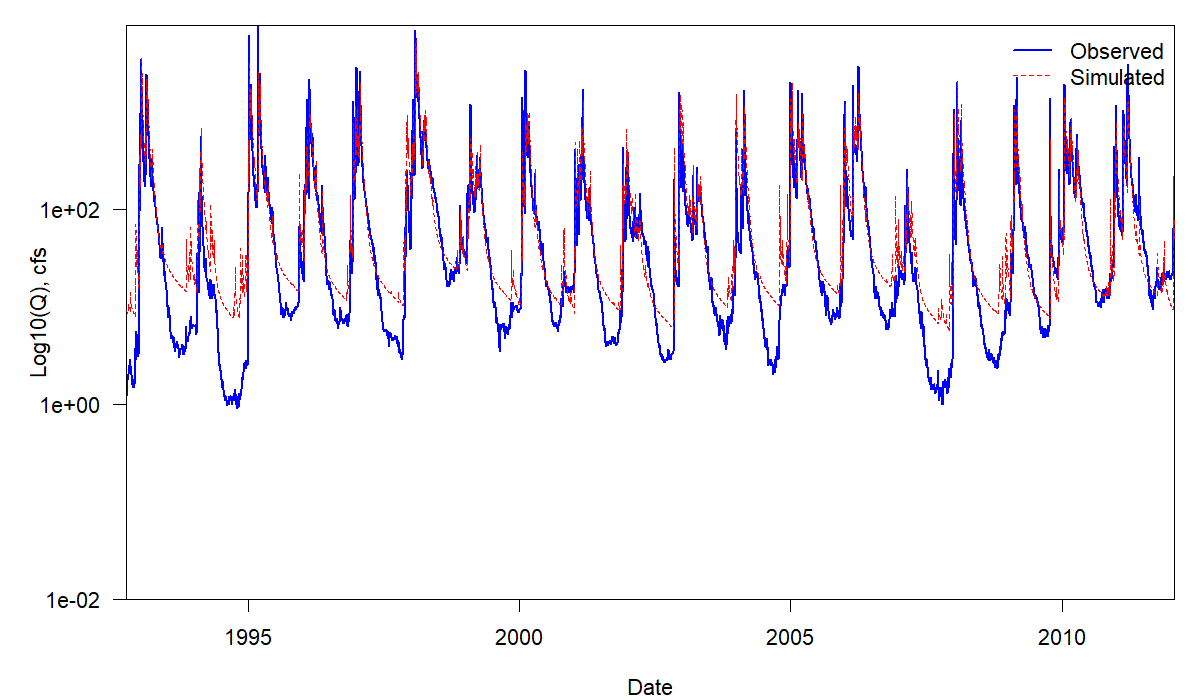 Observed
Simulated
Log10(Q), cfs
1e+02
1e+00
1e-02
1995 2000 2005 2010
Date